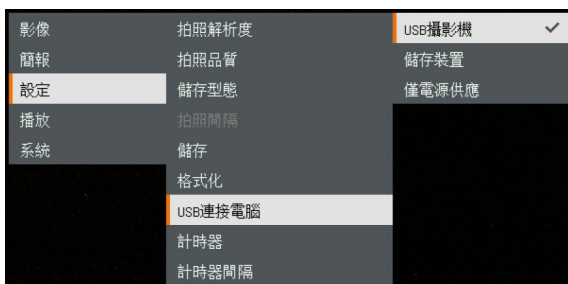 影像
簡報
設定
播放
系統
拍照解析度
拍照品質
儲存型態
拍照間隔
儲存
格式化
USB連接電腦
計時器
計時器間隔
USB攝影機
儲存裝置
僅電源供應